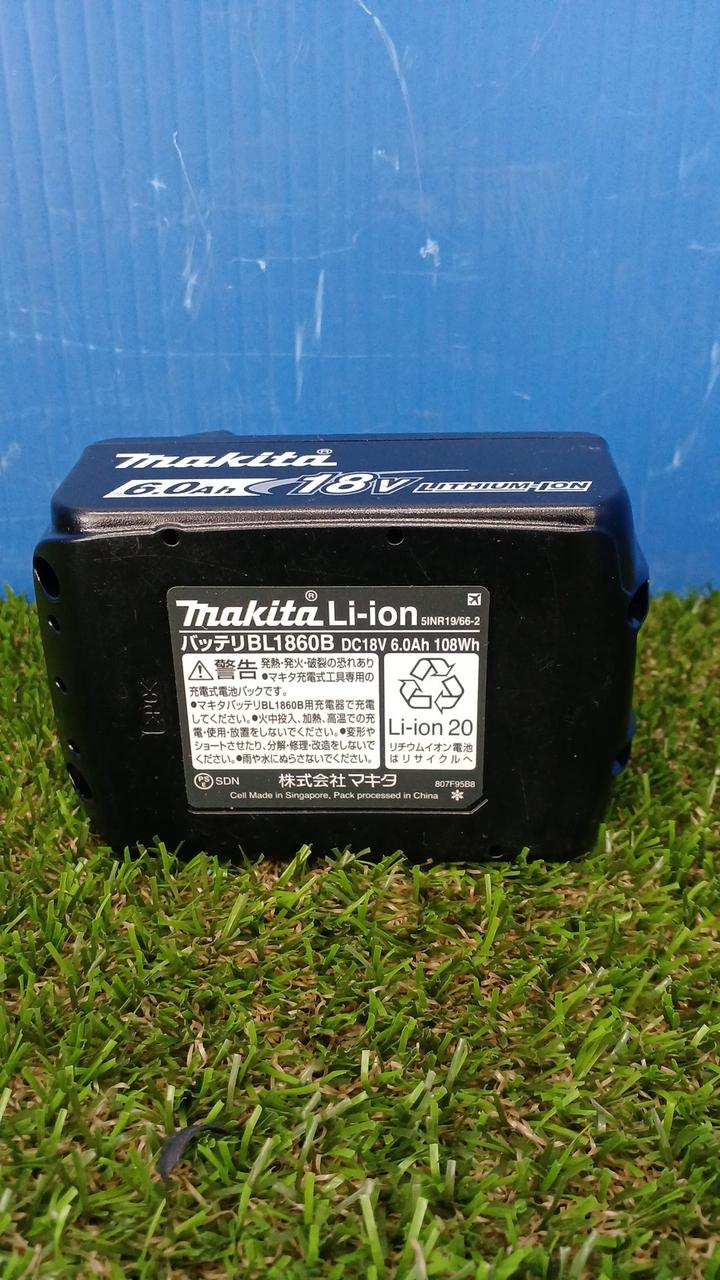 makita®
6.0Ah 18V LITHIUM-ION
makita® Li-ion 5INR19/66-2
バッテリBL1860B DC18V 6.0Ah 108Wh
警告 発熱・発火・破裂の恐れあり
●マキタ充電式工具専用の
充電式電池パックです。
●マキタバッテリBL1860B用充電器で充電
してください。●火中投入、加熱、高温での充
電・使用・放置をしないでください。●変形や
ショートさせたり、分解・修理・改造をしないで
ください。●雨や水にぬらさないでください。
Li-ion 20
リチウムイオン電池
はリサイクルへ
PSE SDN 株式会社マキタ 807F95B8
Cell Made in Singapore, Pack processed in China ✻